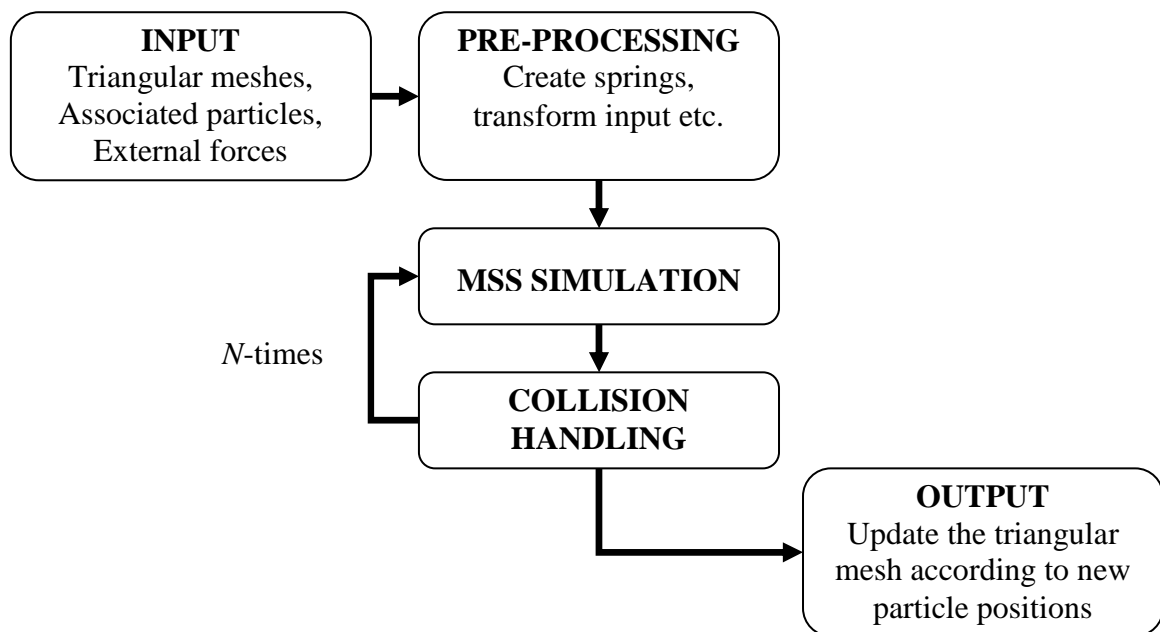 INPUT
Triangular meshes,
Associated particles,
External forces
PRE-PROCESSING
Create springs,
transform input etc.
MSS SIMULATION
N-times
COLLISION
HANDLING
OUTPUT
Update the triangular
mesh according to new
particle positions